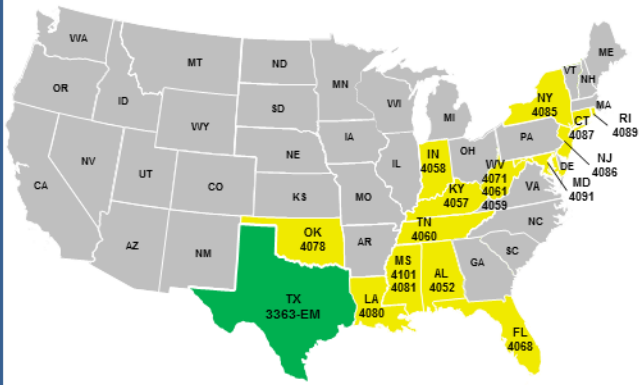 WA
OR
CA
NV
ID
MT
WY
UT
AZ
CO
NM
ND
SD
NE
KS
OK
4078
TX
3363-EM
MN
IA
MO
AR
LA
4080
WI
IL
MI
IN
4058
OH
KY
4057
TN
4060
MS
4101
4081
AL
4052
GA
FL
4068
SC
NC
VA
WV
4071
4061
4059
PA
NY
4085
VT
NH
ME
MA
CT
4087
RI
4089
NJ
4086
DE
MD
4091